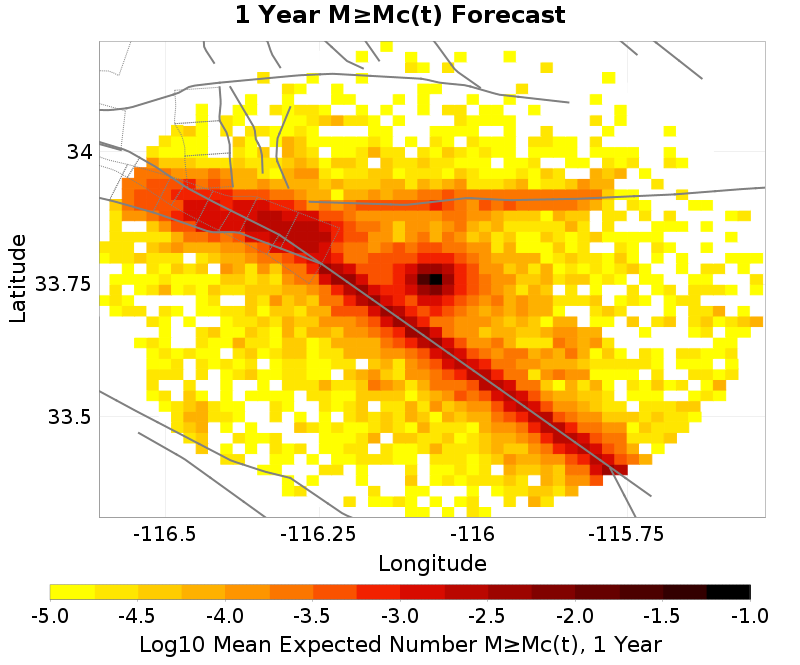 1 Year M≥Mc(t) Forecast
34
33.75
33.5
Latitude
-116.5 -116.25 -116 -115.75
Longitude
-5.0 -4.5 -4.0 -3.5 -3.0 -2.5 -2.0 -1.5 -1.0
Log10 Mean Expected Number M≥Mc(t), 1 Year